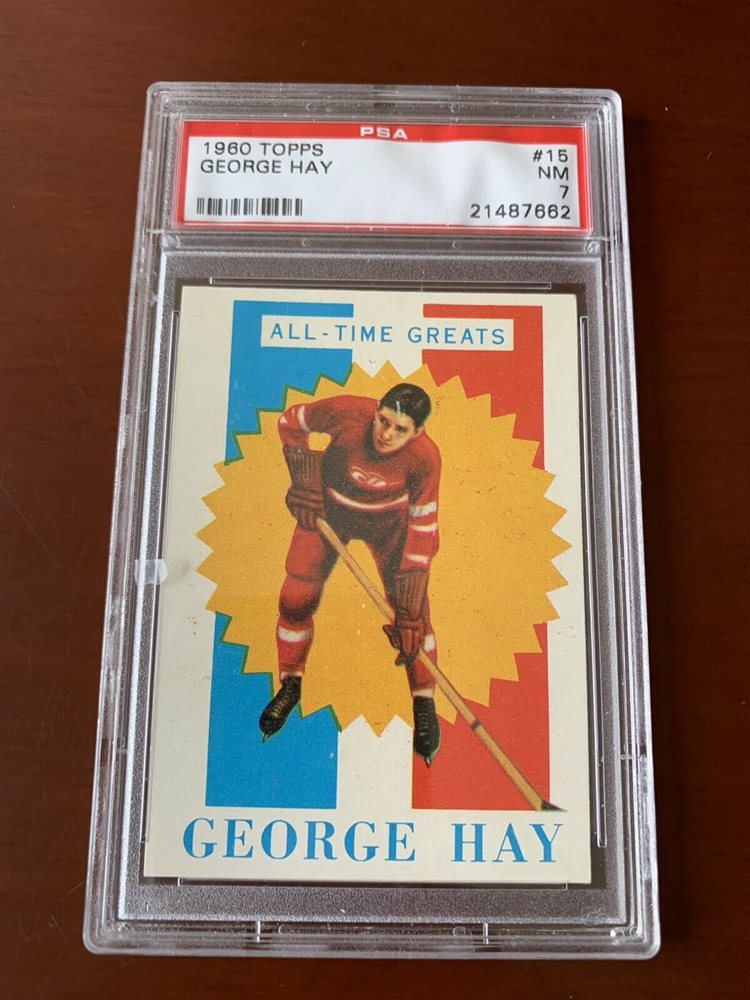 PSA
1960 TOPPS #15
GEORGE HAY NM
7
21487662
ALL-TIME GREATS
GEORGE HAY